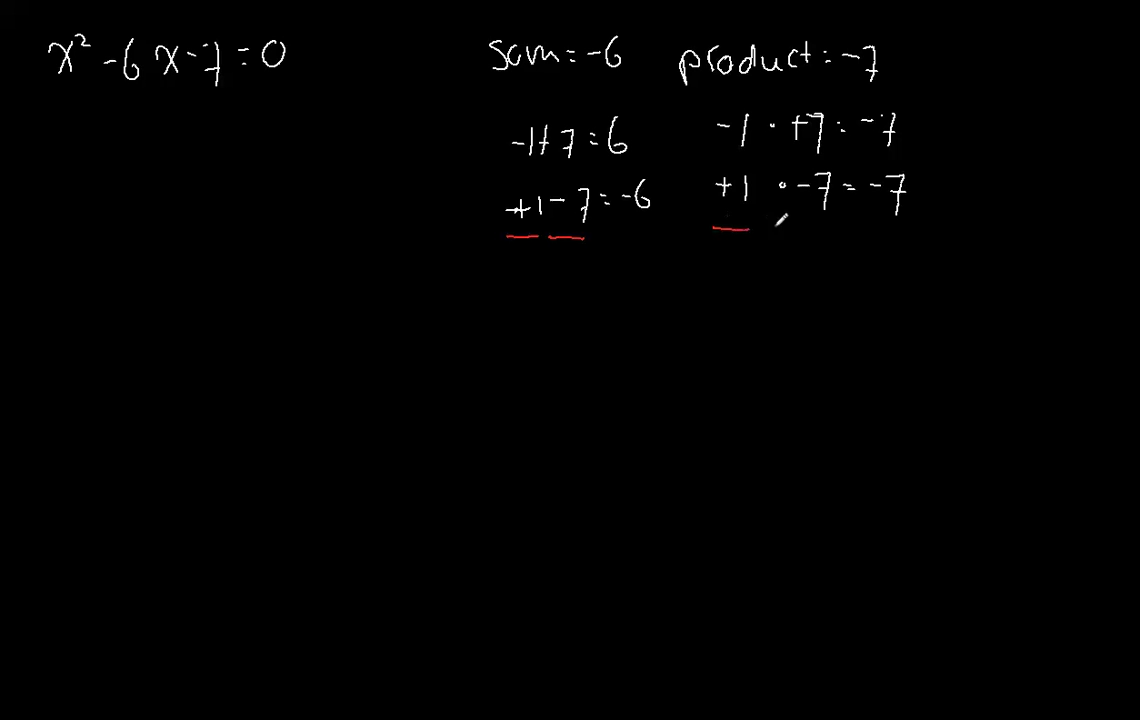 x² -6x-7=0
sum=-6 product=-7
-1+7=6 -1·+7=-7
+1-7=-6 +1·-7=-7